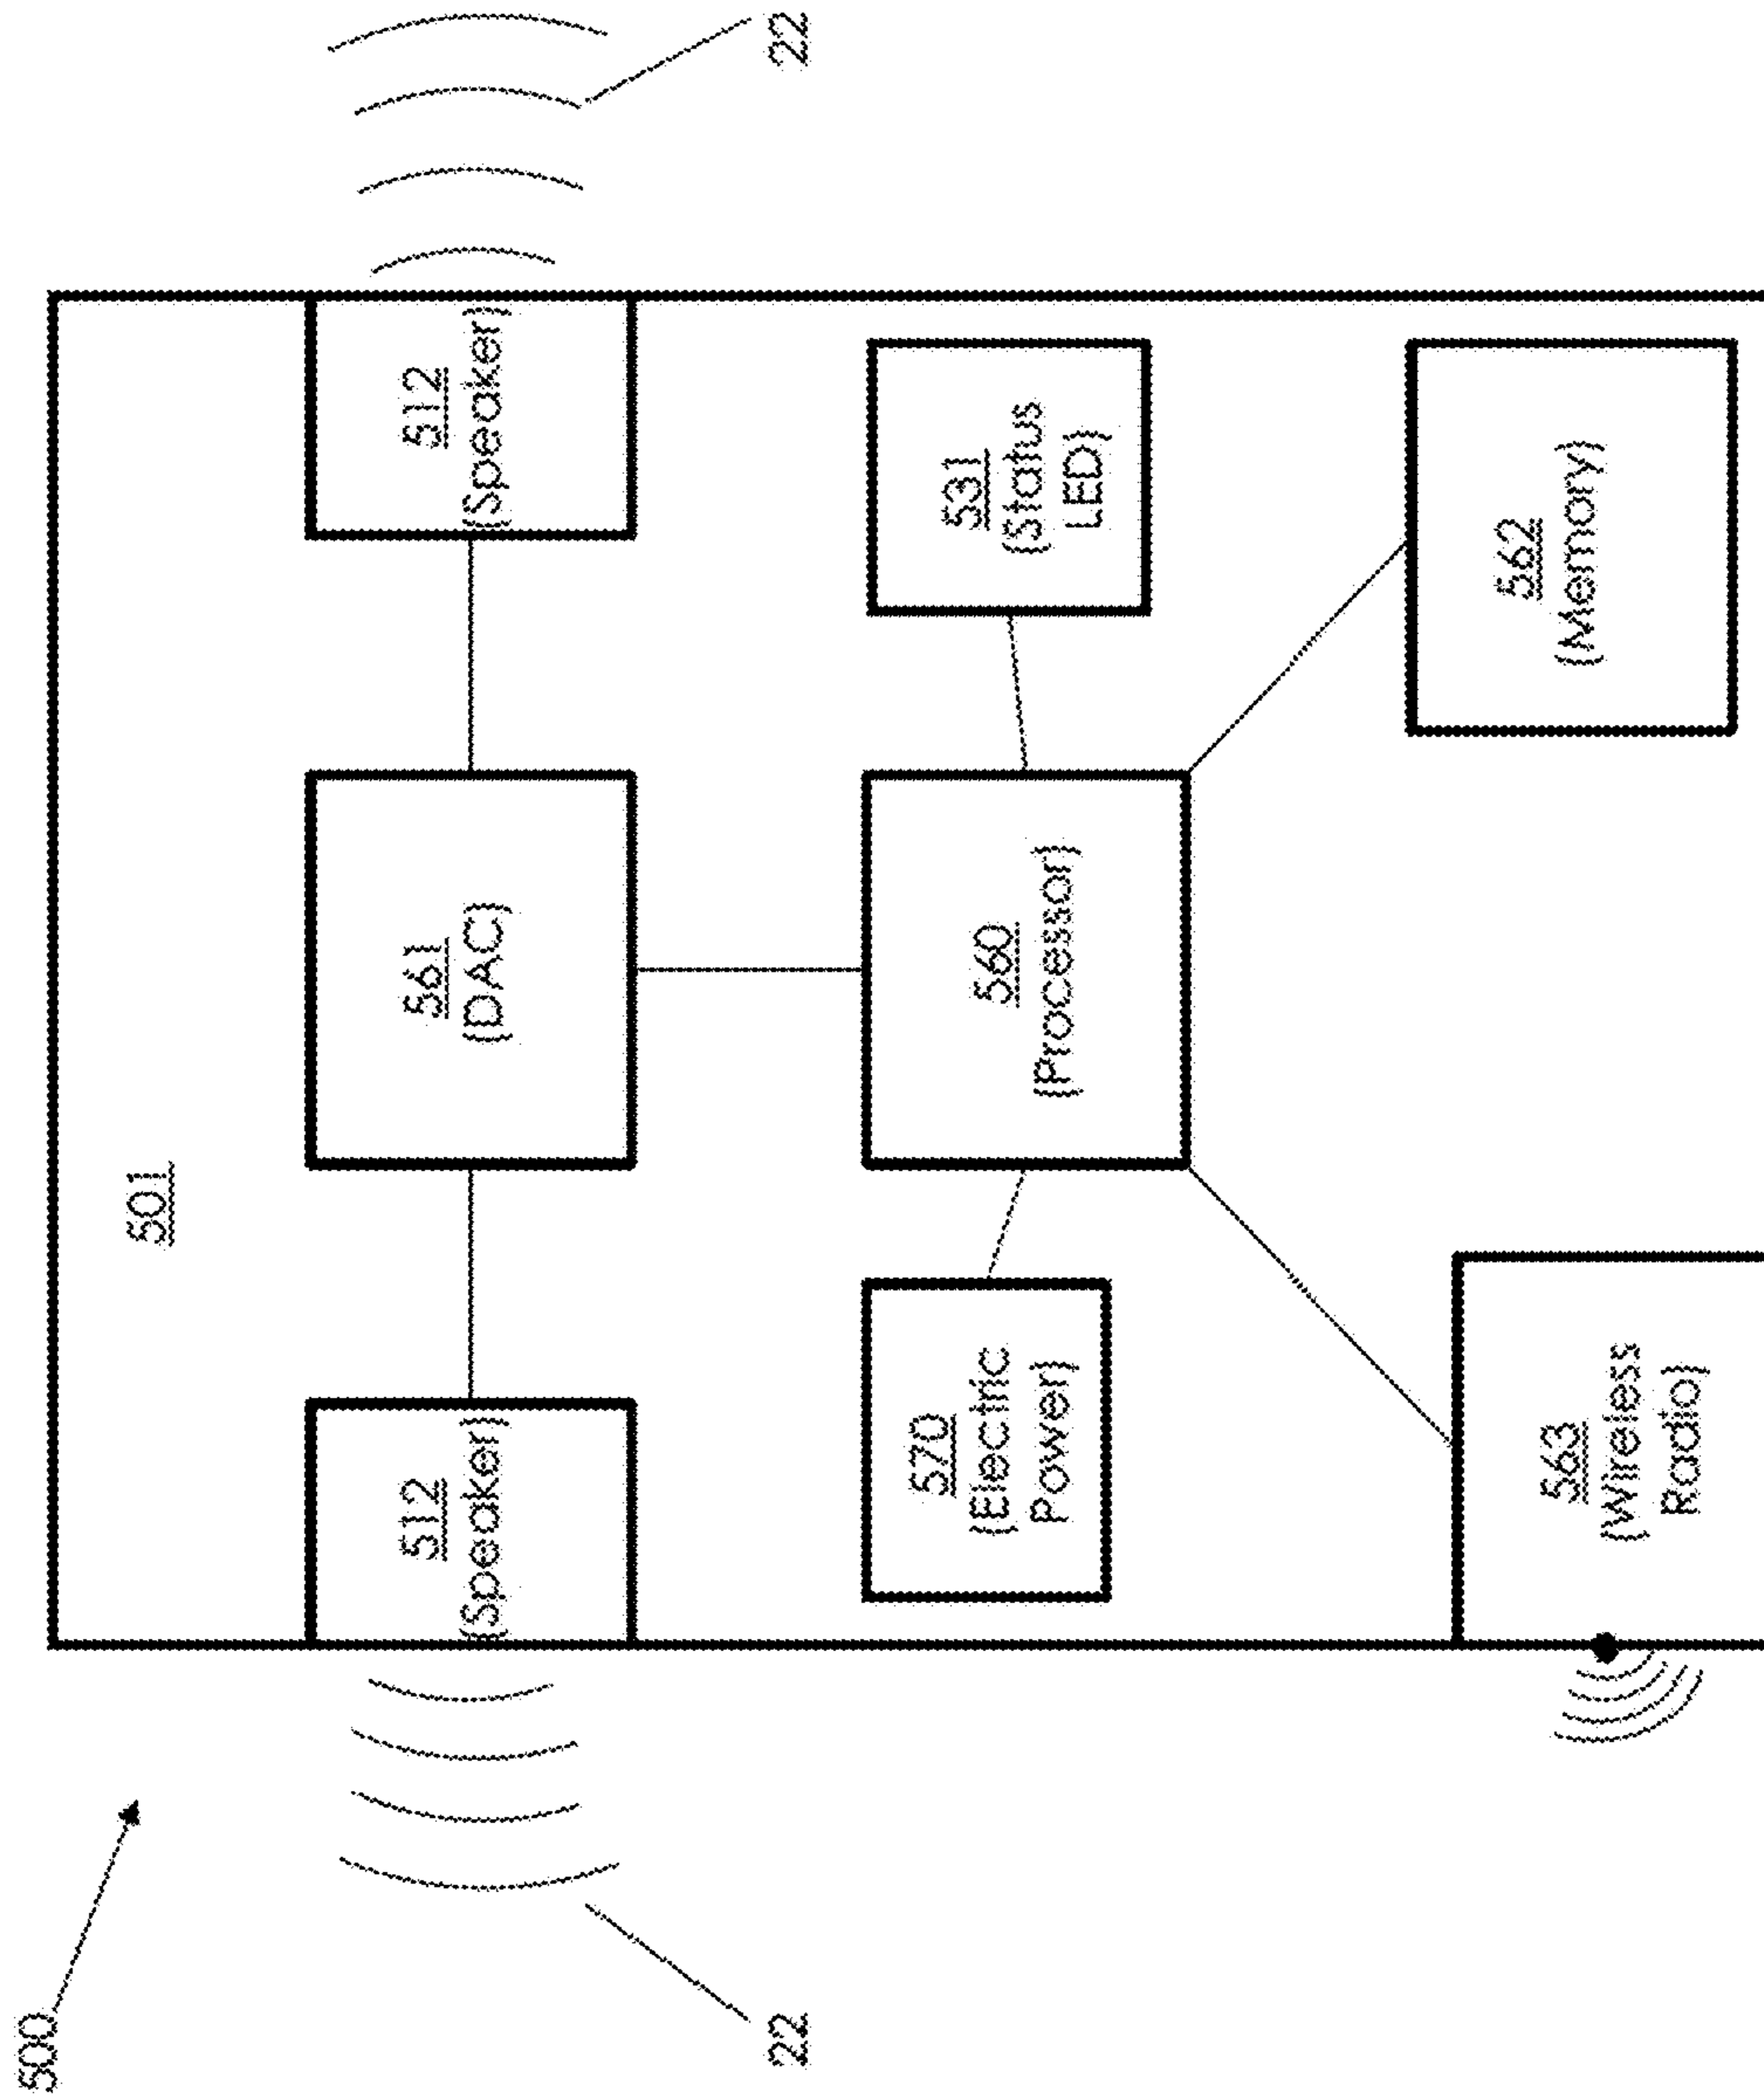 500
501
22
512
(Speaker)
561
(DAC)
512
(Speaker)
22
570
(Electric
Power)
560
(Processor)
531
(Status
LED)
563
(Wireless
Radio)
562
(Memory)